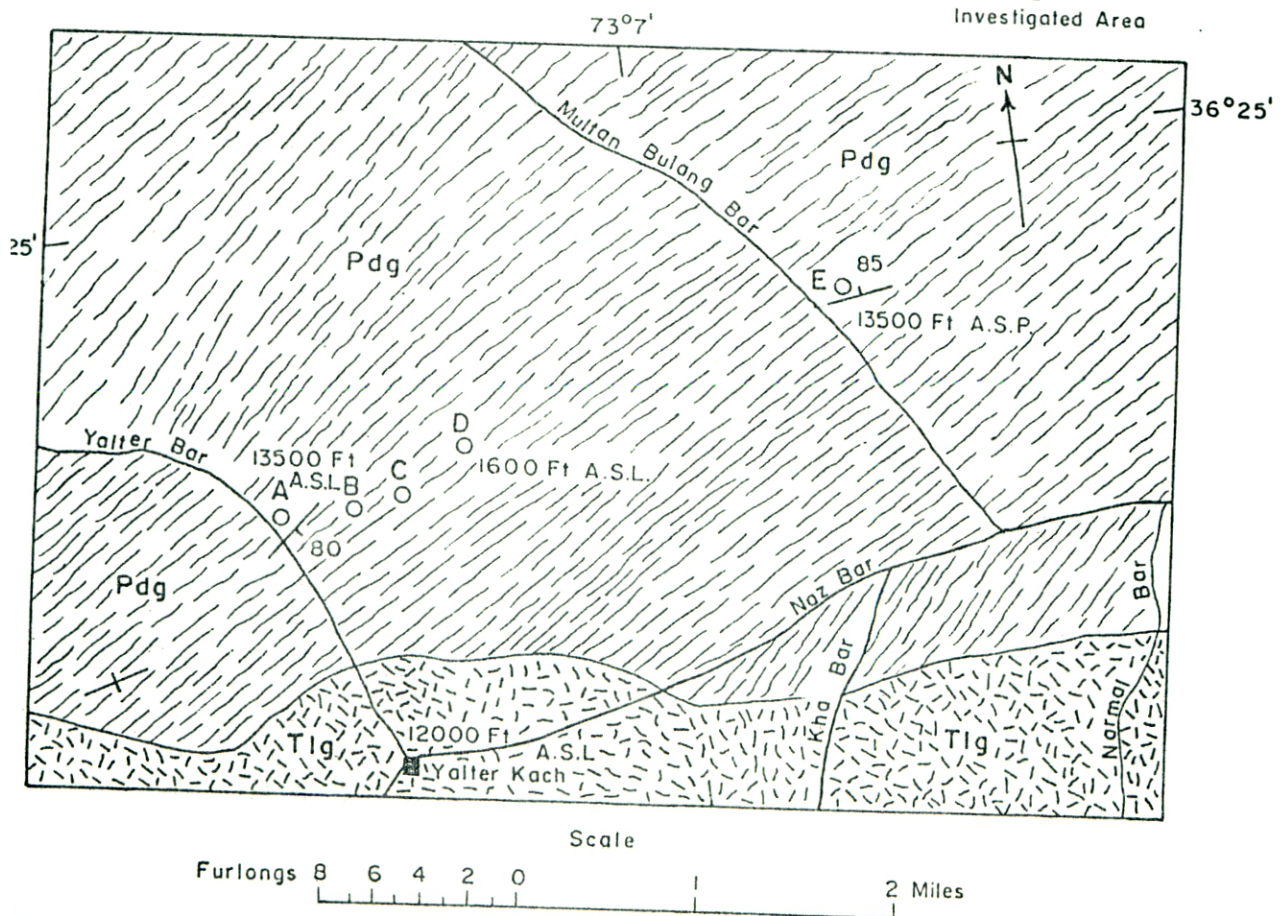 Investigated Area
73°7'
N
36°25'
Multan Bulang Bar
Pdg
25'
Pdg
E
85
13500 Ft A.S.P.
D
1600 Ft A.S.L.
Yalter Bar
13500 Ft
A.S.L
A
B
C
80
Pdg
Naz Bar
Kha Bar
Narmal Bar
Tlg
12000 Ft
A.S.L
Yalter Kach
Tlg
Scale
Furlongs 8 6 4 2 0 1 2 Miles